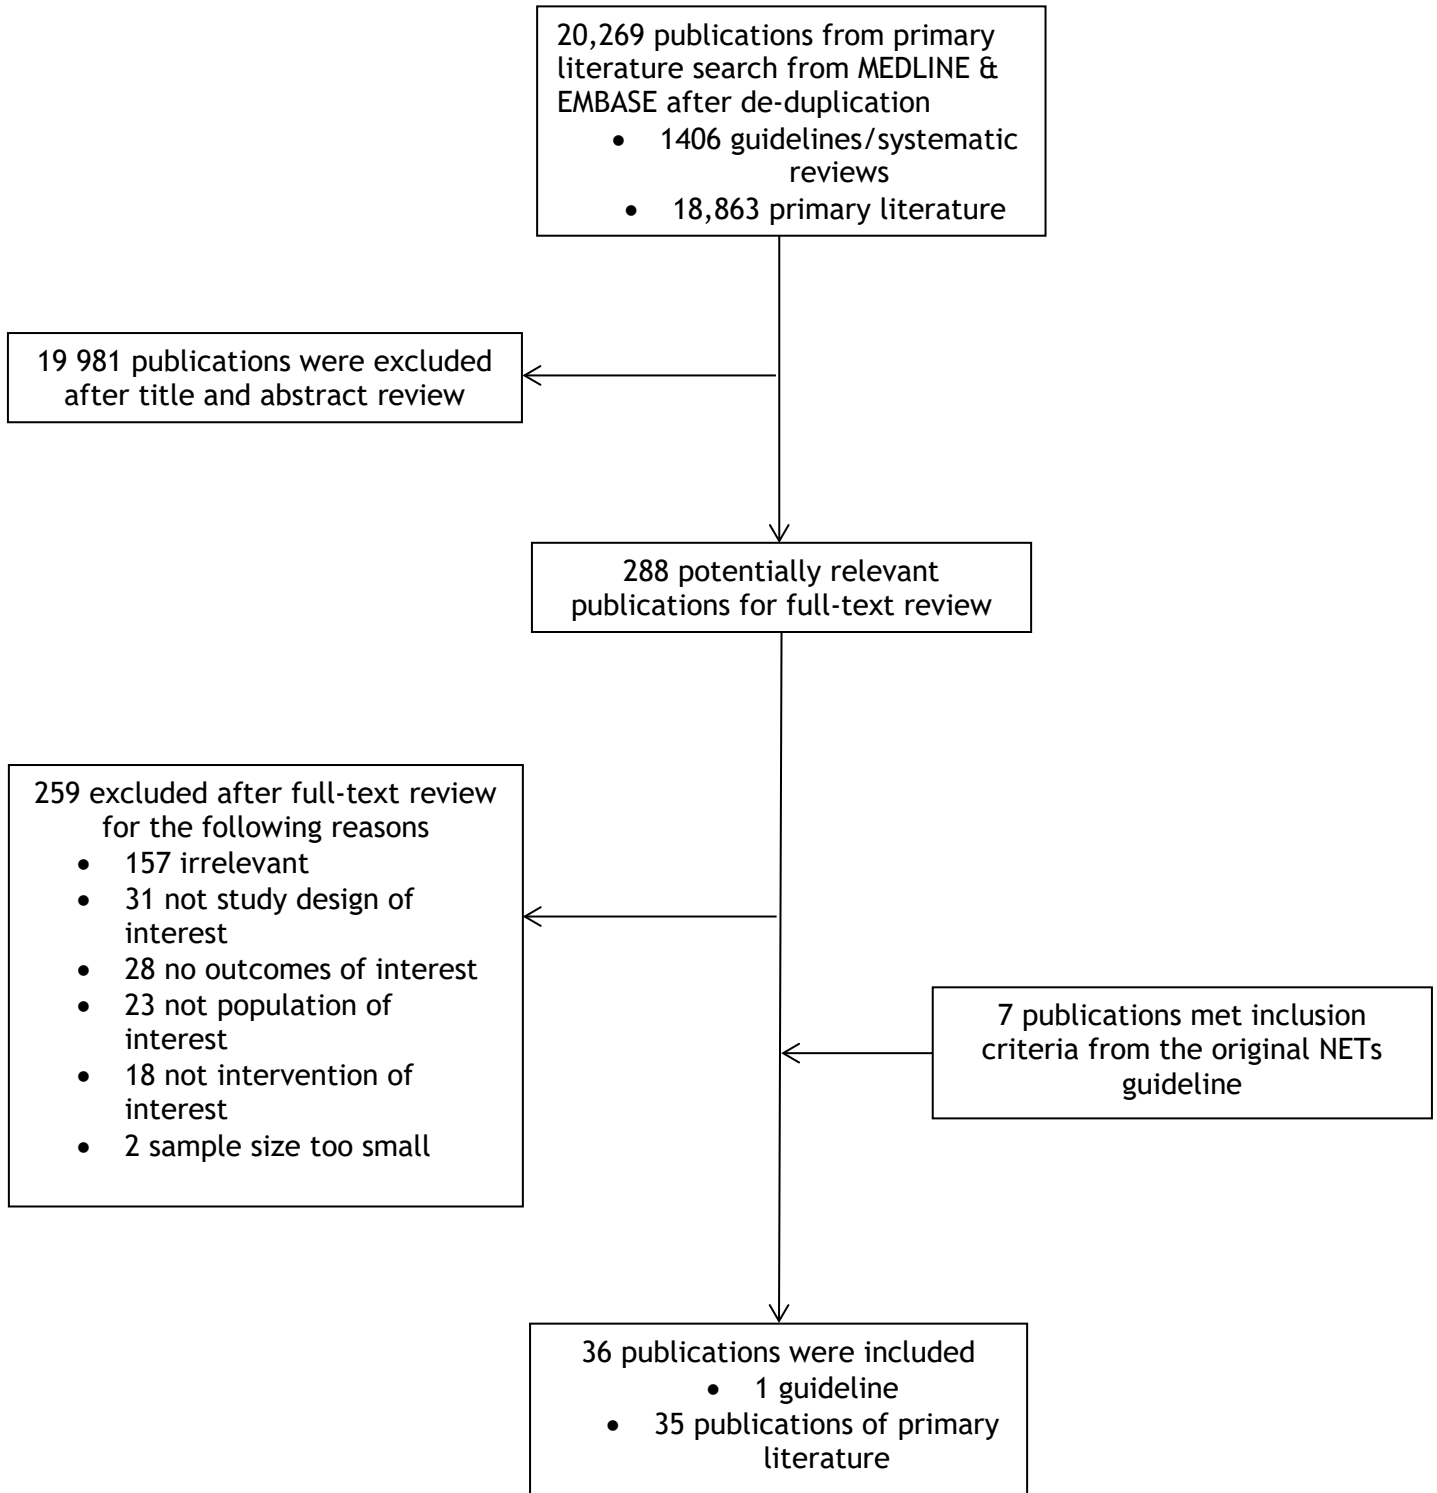 20,269 publications from primary
literature search from MEDLINE &
EMBASE after de-duplication
• 1406 guidelines/systematic
reviews
• 18,863 primary literature
19 981 publications were excluded
after title and abstract review
288 potentially relevant
publications for full-text review
259 excluded after full-text review
for the following reasons
• 157 irrelevant
• 31 not study design of
interest
• 28 no outcomes of interest
• 23 not population of
interest
• 18 not intervention of
interest
• 2 sample size too small
7 publications met inclusion
criteria from the original NETs
guideline
36 publications were included
• 1 guideline
• 35 publications of primary
literature